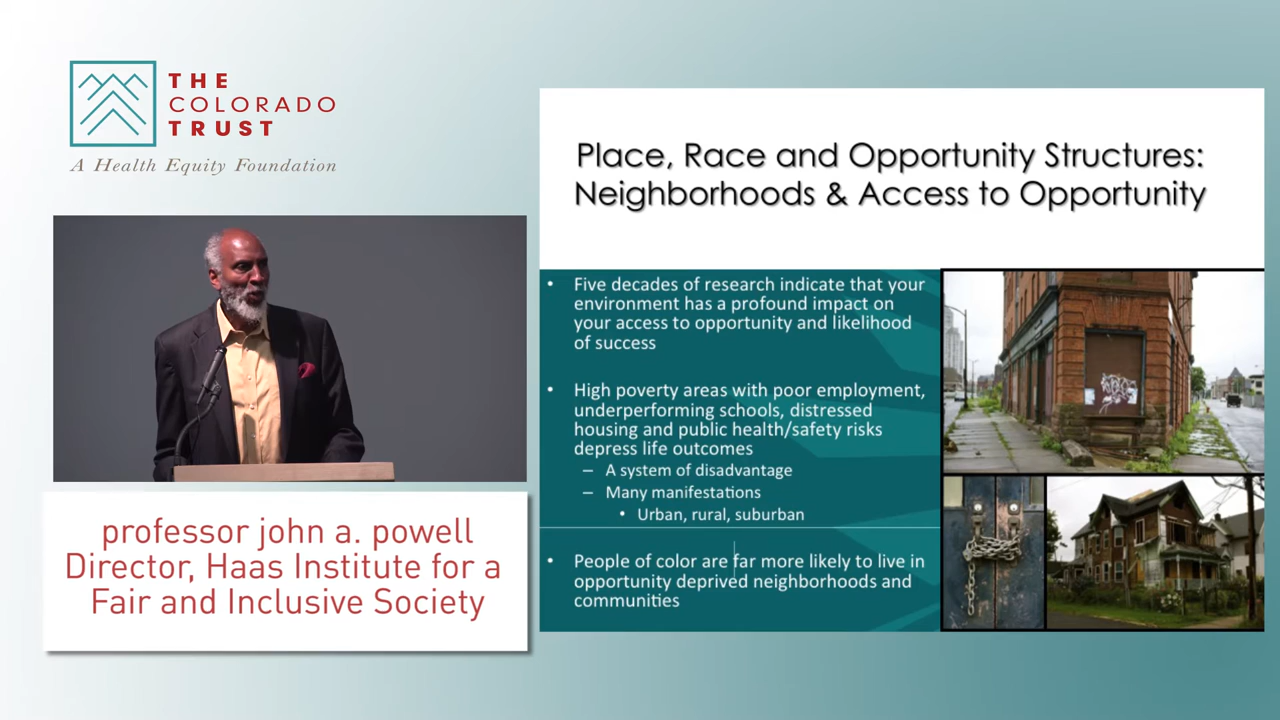 THE
COLORADO
TRUST
A Health Equity Foundation
professor john a. powell
Director, Haas Institute for a
Fair and Inclusive Society
Place, Race and Opportunity Structures:
Neighborhoods & Access to Opportunity
• Five decades of research indicate that your
environment has a profound impact on
your access to opportunity and likelihood
of success
• High poverty areas with poor employment,
underperforming schools, distressed
housing and public health/safety risks
depress life outcomes
– A system of disadvantage
– Many manifestations
• Urban, rural, suburban
• People of color are far more likely to live in
opportunity deprived neighborhoods and
communities